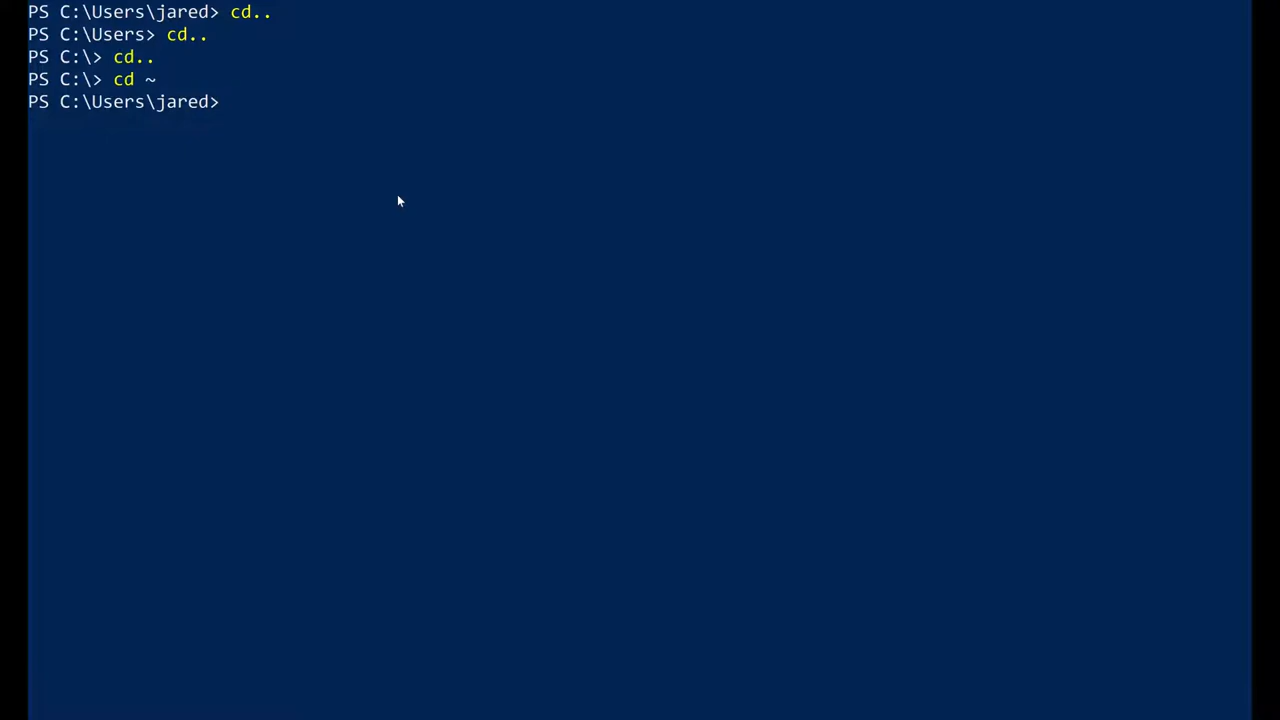 PS C:\Users\jared> cd..
PS C:\Users> cd..
PS C:\> cd..
PS C:\> cd ~
PS C:\Users\jared>